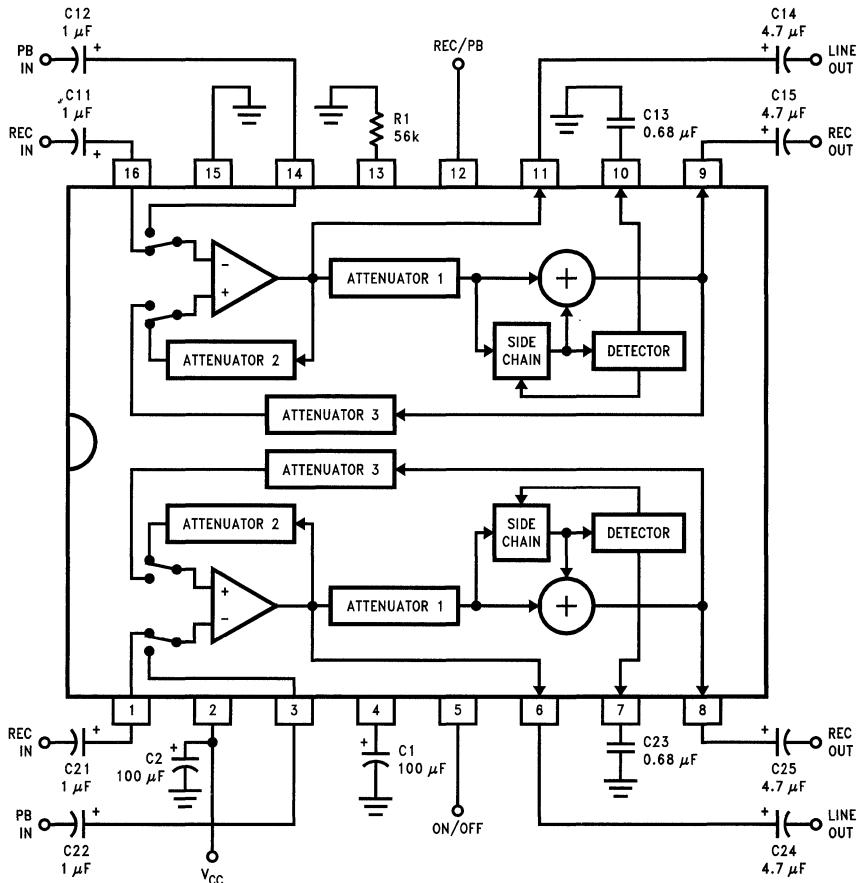 C12
1 μF
+
PB
IN
C11
1 μF
+
REC
IN
R1
56k
REC/PB
C13
0.68 μF
C14
4.7 μF
+
LINE
OUT
C15
4.7 μF
+
REC
OUT
16
15
14
13
12
11
10
9
−
+
ATTENUATOR 1
+
ATTENUATOR 2
SIDE
CHAIN
DETECTOR
ATTENUATOR 3
ATTENUATOR 3
ATTENUATOR 2
SIDE
CHAIN
DETECTOR
+
−
ATTENUATOR 1
+
1
2
3
4
5
6
7
8
REC
IN
+
C21
1 μF
+
C2
100 μF
+
C1
100 μF
C23
0.68 μF
+
REC
OUT
C25
4.7 μF
PB
IN
+
C22
1 μF
VCC
ON/OFF
+
LINE
OUT
C24
4.7 μF